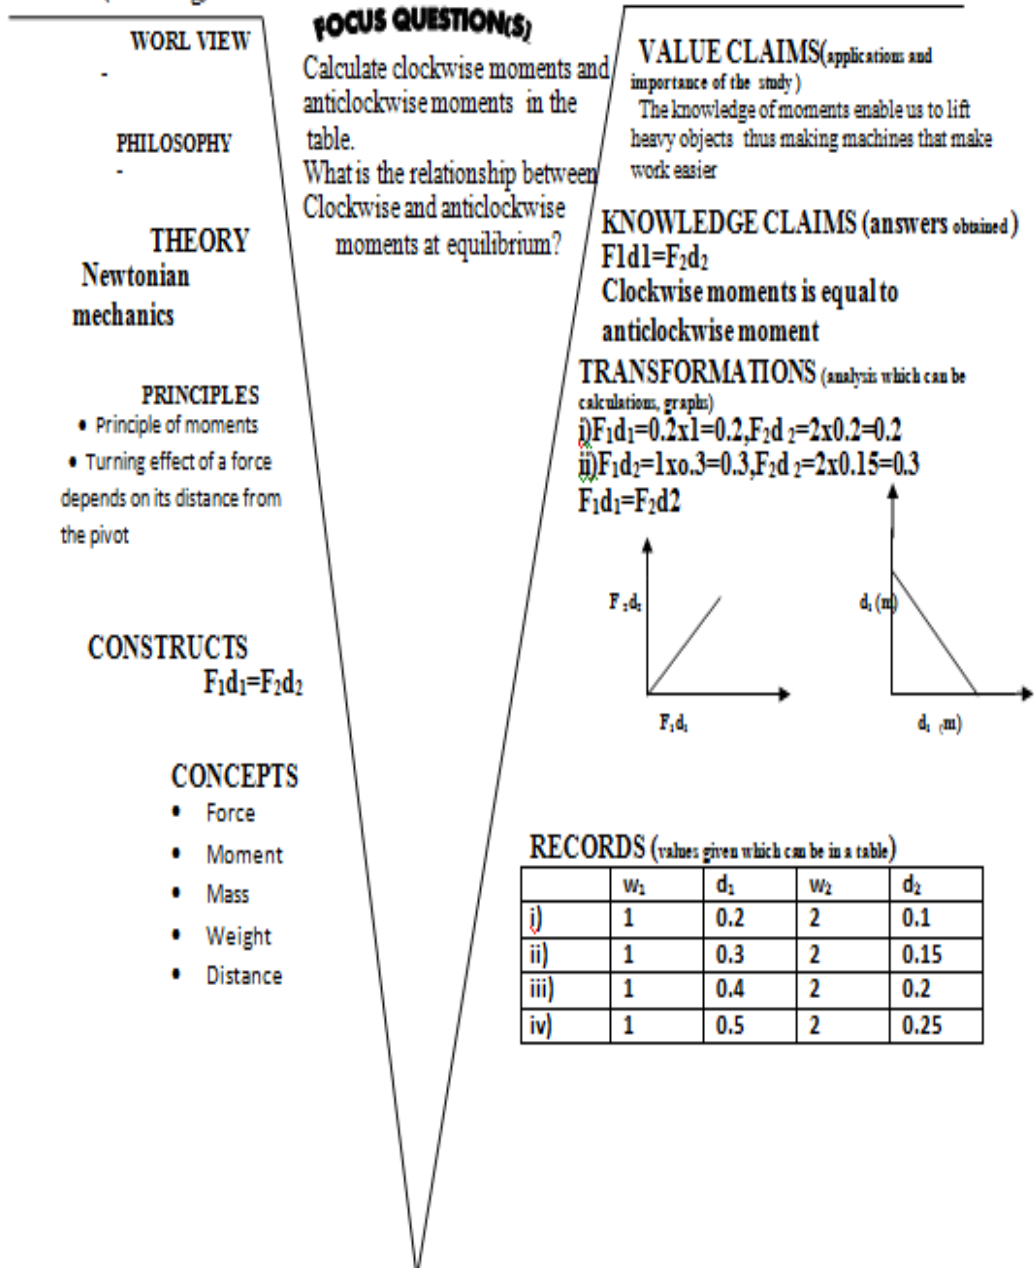 WORL VIEW
-
PHILOSOPHY
-
THEORY
Newtonian
mechanics
PRINCIPLES
• Principle of moments
• Turning effect of a force
depends on its distance from
the pivot
CONSTRUCTS
F₁d₁=F₂d₂
CONCEPTS
• Force
• Moment
• Mass
• Weight
• Distance
FOCUS QUESTION(S)
Calculate clockwise moments and
anticlockwise moments in the
table.
What is the relationship between
Clockwise and anticlockwise
moments at equilibrium?
VALUE CLAIMS(applications and
importance of the study)
The knowledge of moments enable us to lift
heavy objects thus making machines that make
work easier
KNOWLEDGE CLAIMS (answers obtained)
F1d1=F₂d₂
Clockwise moments is equal to
anticlockwise moment
TRANSFORMATIONS (analysis which can be
calculations, graphs)
i)F₁d₁=0.2x1=0.2,F₂d ₂=2x0.2=0.2
ii)F₁d₂=1xo.3=0.3,F₂d ₂=2x0.15=0.3
F₁d₁=F₂d2
F ₂d₂
F₁d₁
d₁ (m)
d₁ (m)
RECORDS (values given which can be in a table)
w₁ d₁ w₂ d₂
i) 1 0.2 2 0.1
ii) 1 0.3 2 0.15
iii) 1 0.4 2 0.2
iv) 1 0.5 2 0.25